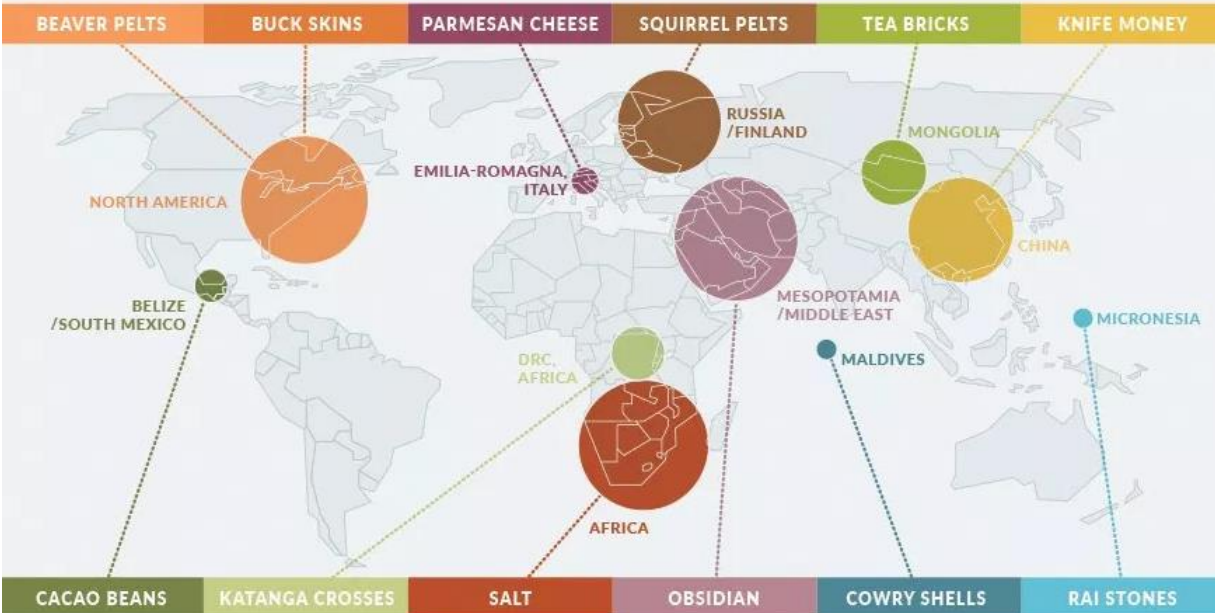 BEAVER PELTS
BUCK SKINS
PARMESAN CHEESE
SQUIRREL PELTS
TEA BRICKS
KNIFE MONEY
RUSSIA
/FINLAND
MONGOLIA
EMILIA-ROMAGNA,
ITALY
NORTH AMERICA
CHINA
BELIZE
/SOUTH MEXICO
MESOPOTAMIA
/MIDDLE EAST
MICRONESIA
DRC,
AFRICA
MALDIVES
AFRICA
CACAO BEANS
KATANGA CROSSES
SALT
OBSIDIAN
COWRY SHELLS
RAI STONES